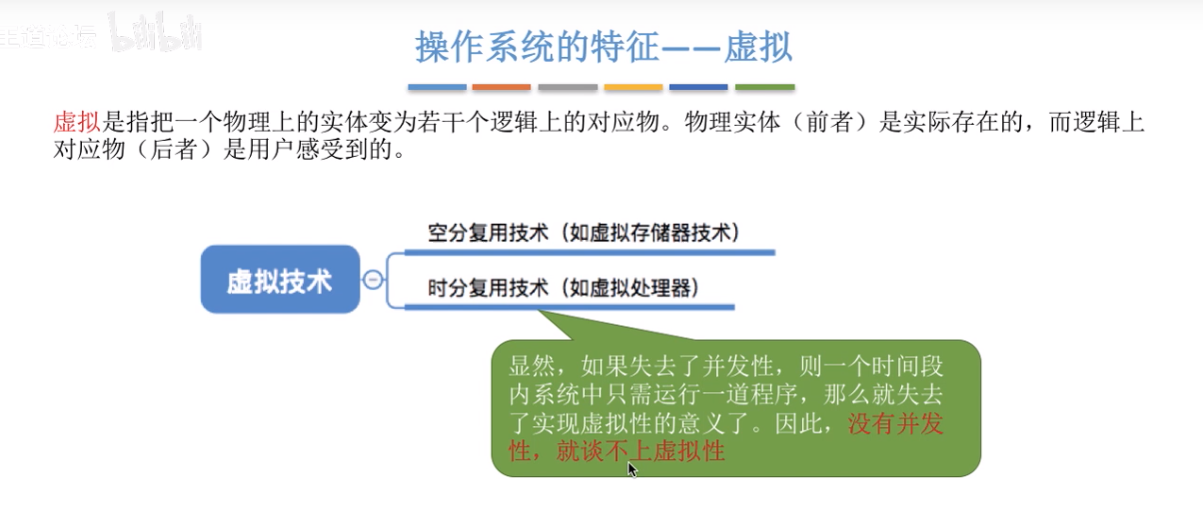 王道论坛 bilibili
操作系统的特征——虚拟
虚拟是指把一个物理上的实体变为若干个逻辑上的对应物。物理实体（前者）是实际存在的，而逻辑上
对应物（后者）是用户感受到的。
空分复用技术（如虚拟存储器技术）
虚拟技术
时分复用技术（如虚拟处理器）
显然，如果失去了并发性，则一个时间段
内系统中只需运行一道程序，那么就失去
了实现虚拟性的意义了。因此，没有并发
性，就谈不上虚拟性